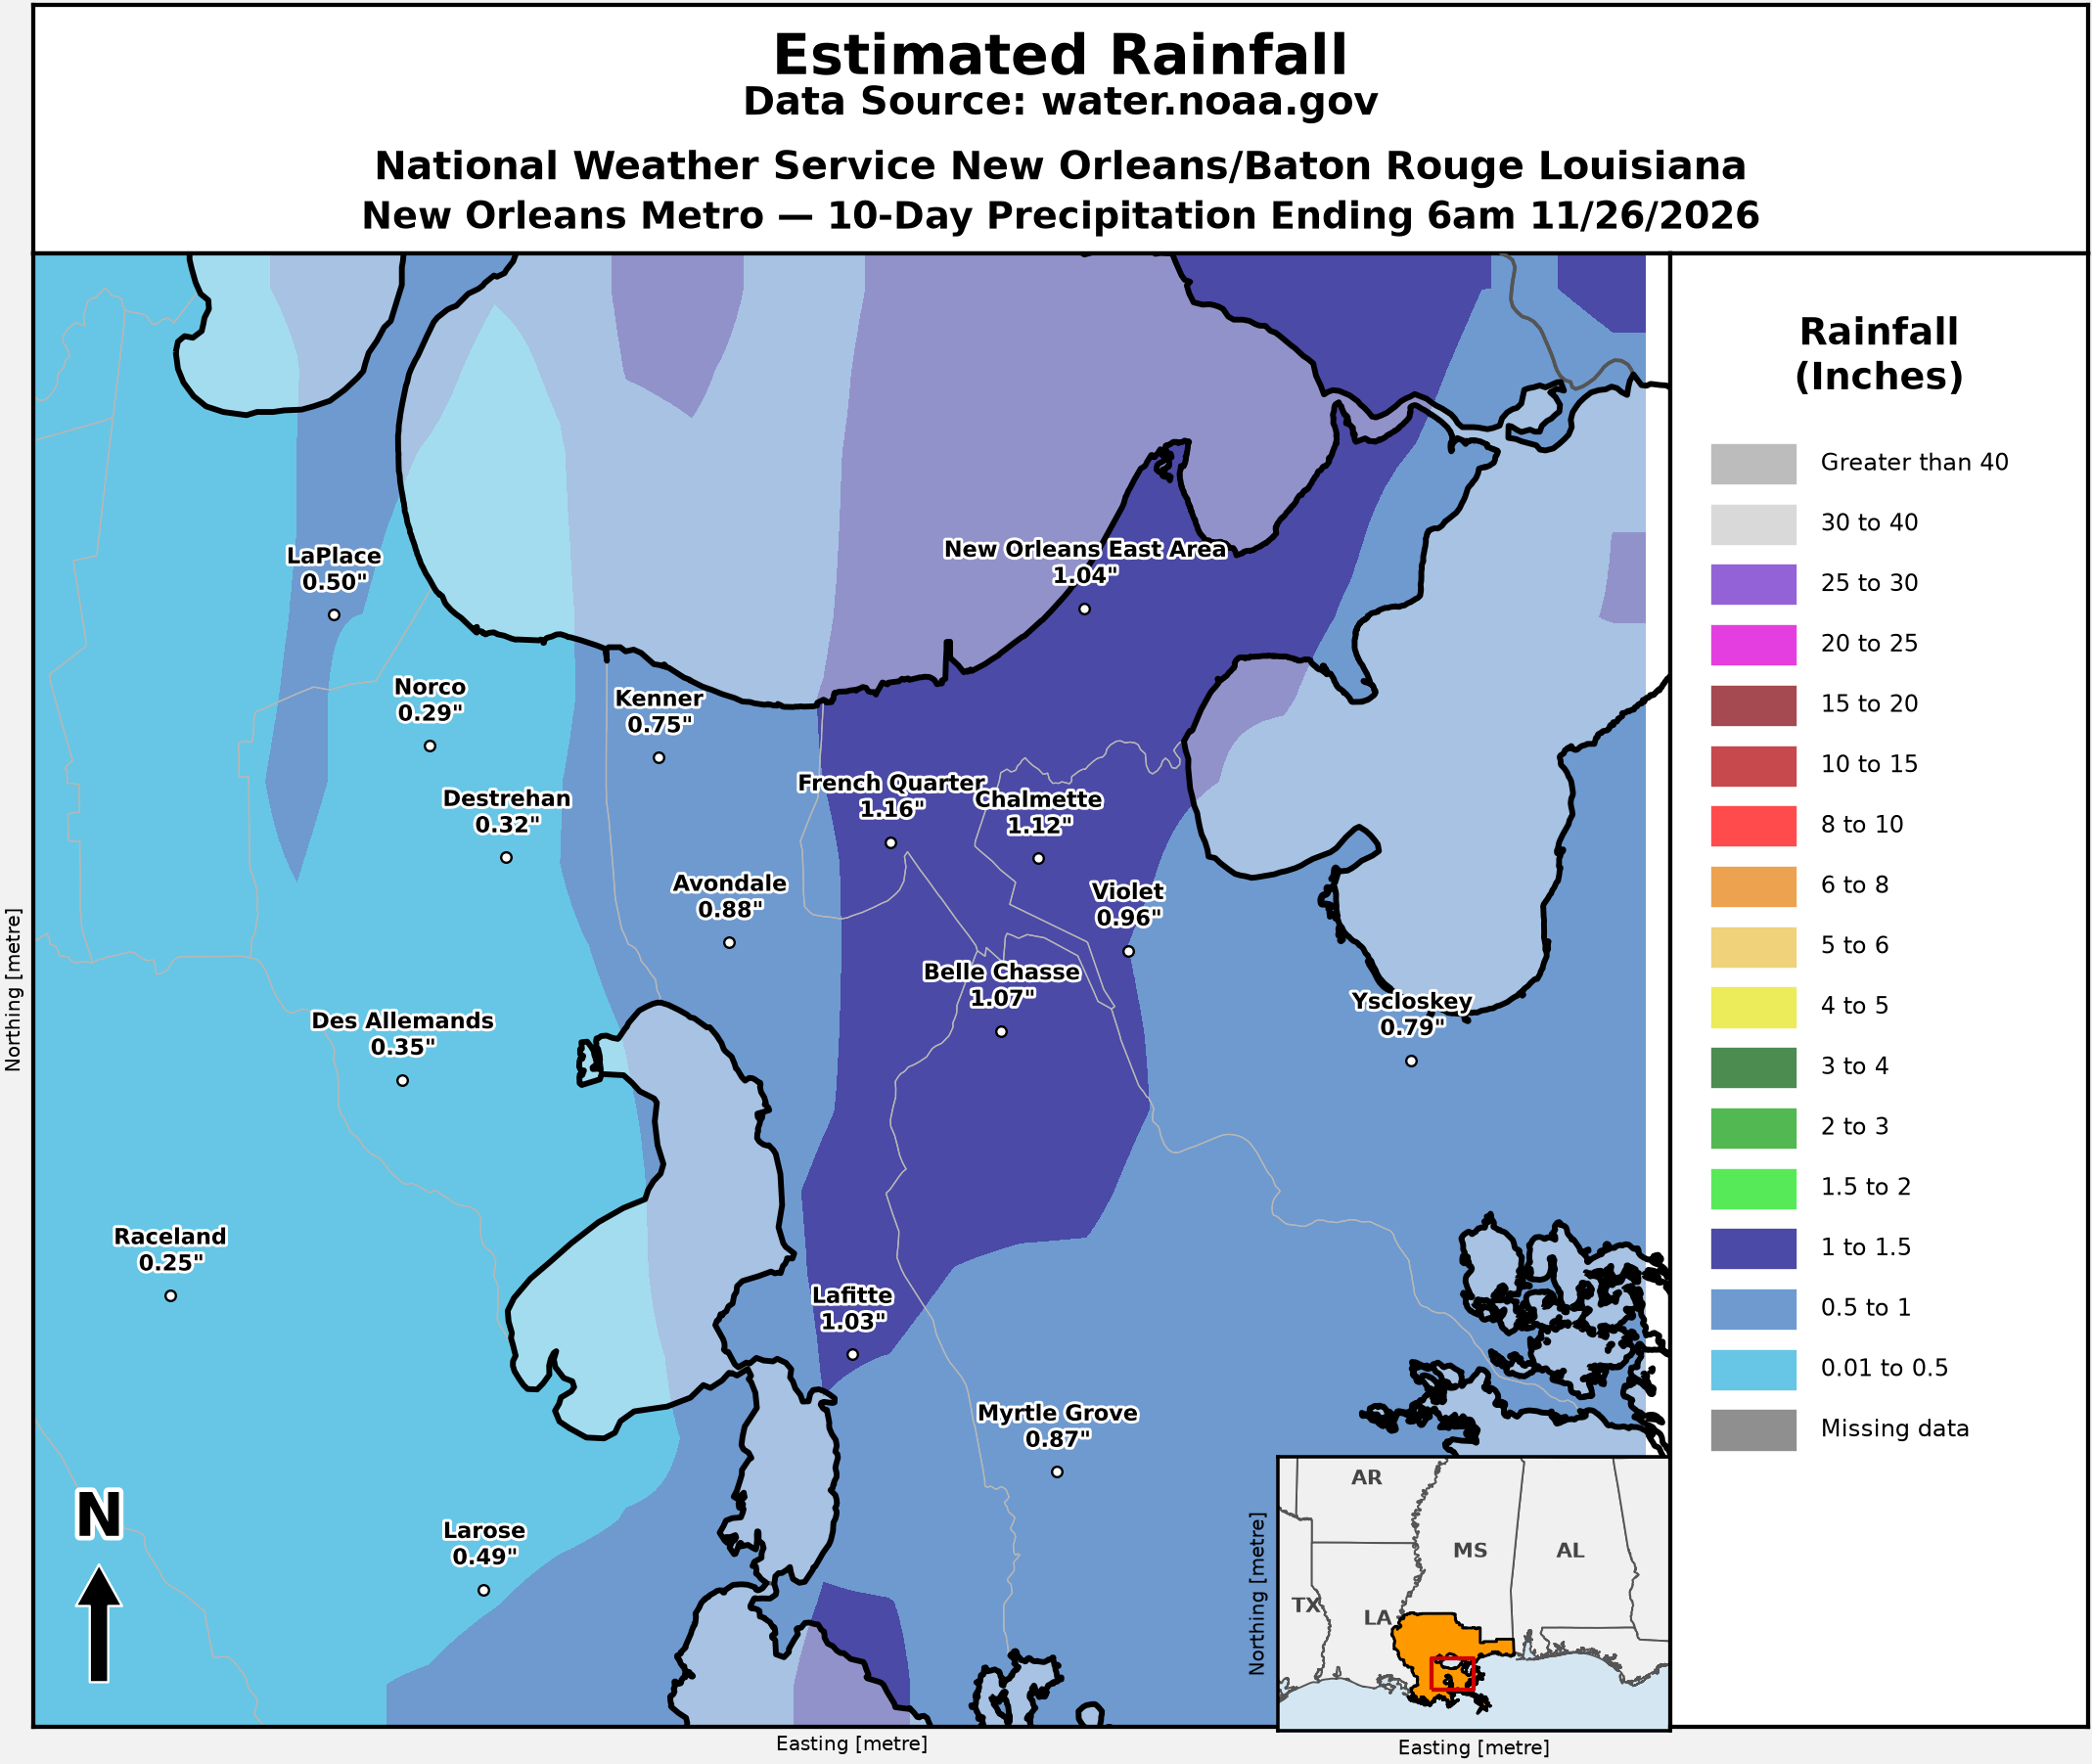 Estimated Rainfall
Data Source: water.noaa.gov
National Weather Service New Orleans/Baton Rouge Louisiana
New Orleans Metro — 10-Day Precipitation Ending 6am 11/26/2026
Rainfall
(Inches)
Greater than 40
30 to 40
25 to 30
20 to 25
15 to 20
10 to 15
8 to 10
6 to 8
5 to 6
4 to 5
3 to 4
2 to 3
1.5 to 2
1 to 1.5
0.5 to 1
0.01 to 0.5
Missing data
LaPlace
0.50"
New Orleans East Area
1.04"
Norco
0.29"
Kenner
0.75"
French Quarter
1.16"
Chalmette
1.12"
Destrehan
0.32"
Avondale
0.88"
Violet
0.96"
Belle Chasse
1.07"
Yscloskey
0.79"
Des Allemands
0.35"
Raceland
0.25"
Lafitte
1.03"
Myrtle Grove
0.87"
Larose
0.49"
N
AR
MS
AL
TX
LA
Northing [metre]
Easting [metre]
Northing [metre]
Easting [metre]